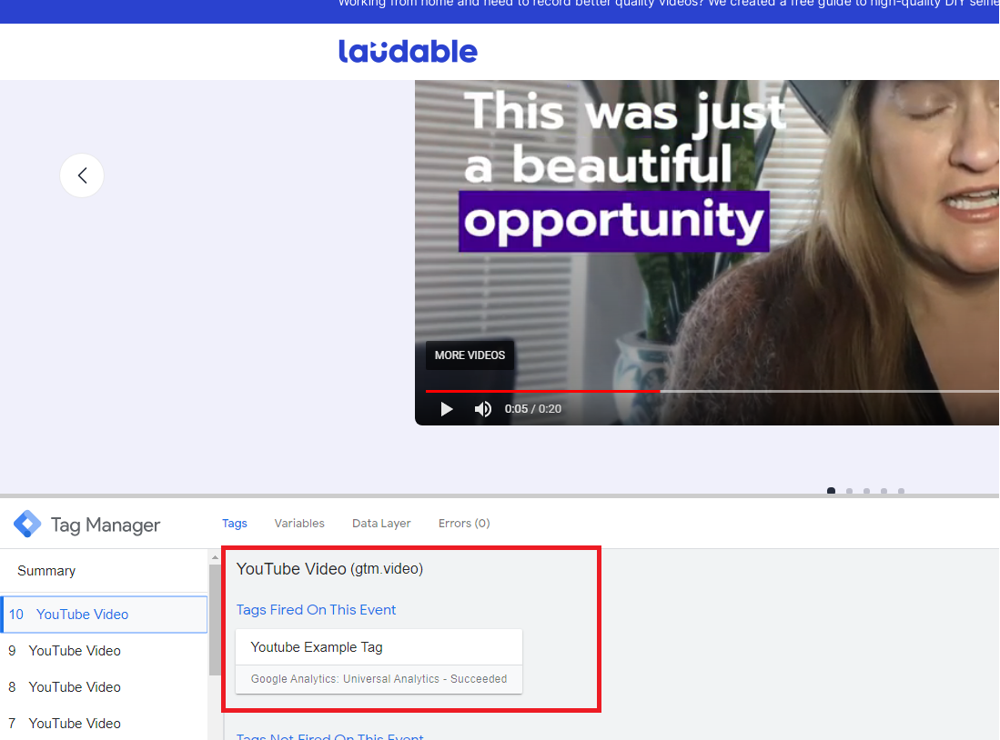 Working from home and need to record better quality videos? We created a free guide to high-quality DIY selfie
laudable
This was just
a beautiful
opportunity
MORE VIDEOS
0:05 / 0:20
Tag Manager
Tags Variables Data Layer Errors (0)
Summary
YouTube Video (gtm.video)
Tags Fired On This Event
10 YouTube Video
Youtube Example Tag
9 YouTube Video
Google Analytics: Universal Analytics - Succeeded
8 YouTube Video
7 YouTube Video
Tags Not Fired On This Event